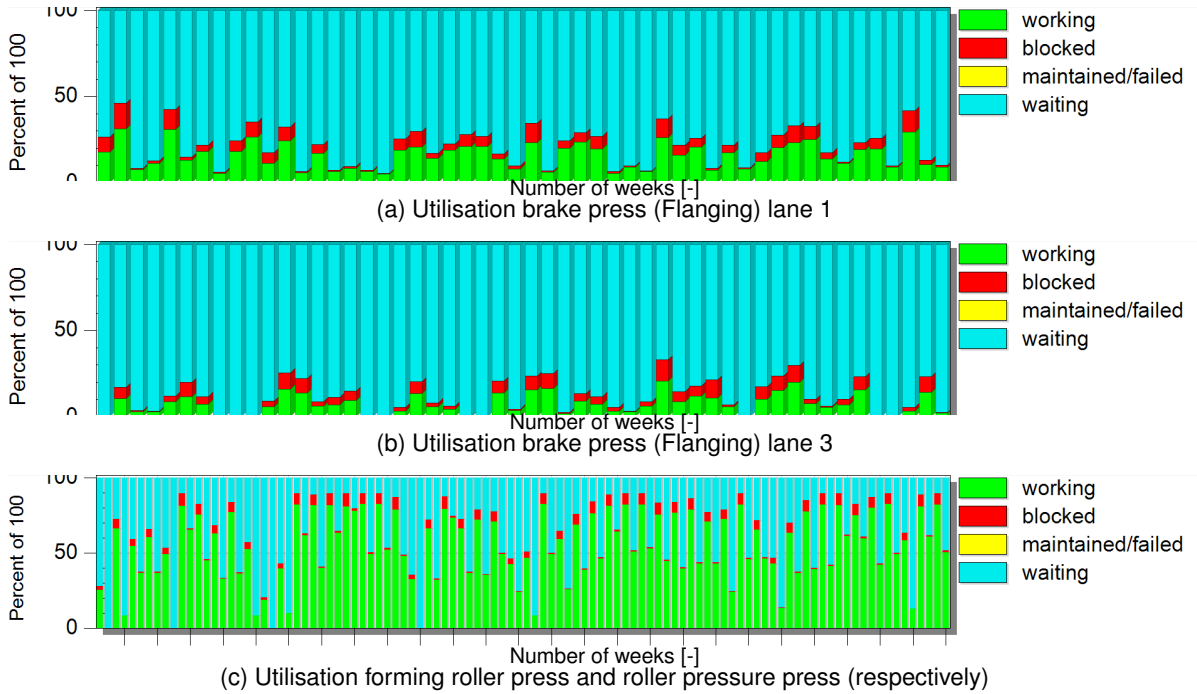 100
50
0
Percent of 100
working
blocked
maintained/failed
waiting
Number of weeks [-]
(a) Utilisation brake press (Flanging) lane 1
100
50
0
Percent of 100
working
blocked
maintained/failed
waiting
Number of weeks [-]
(b) Utilisation brake press (Flanging) lane 3
100
50
0
Percent of 100
working
blocked
maintained/failed
waiting
Number of weeks [-]
(c) Utilisation forming roller press and roller pressure press (respectively)